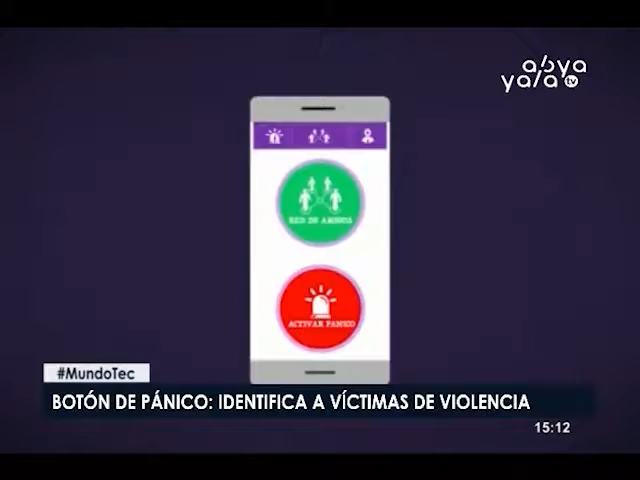 abya
yala tv
RED DE AMIGOS
ACTIVAR PANICO
#MundoTec
BOTÓN DE PÁNICO: IDENTIFICA A VÍCTIMAS DE VIOLENCIA
15:12